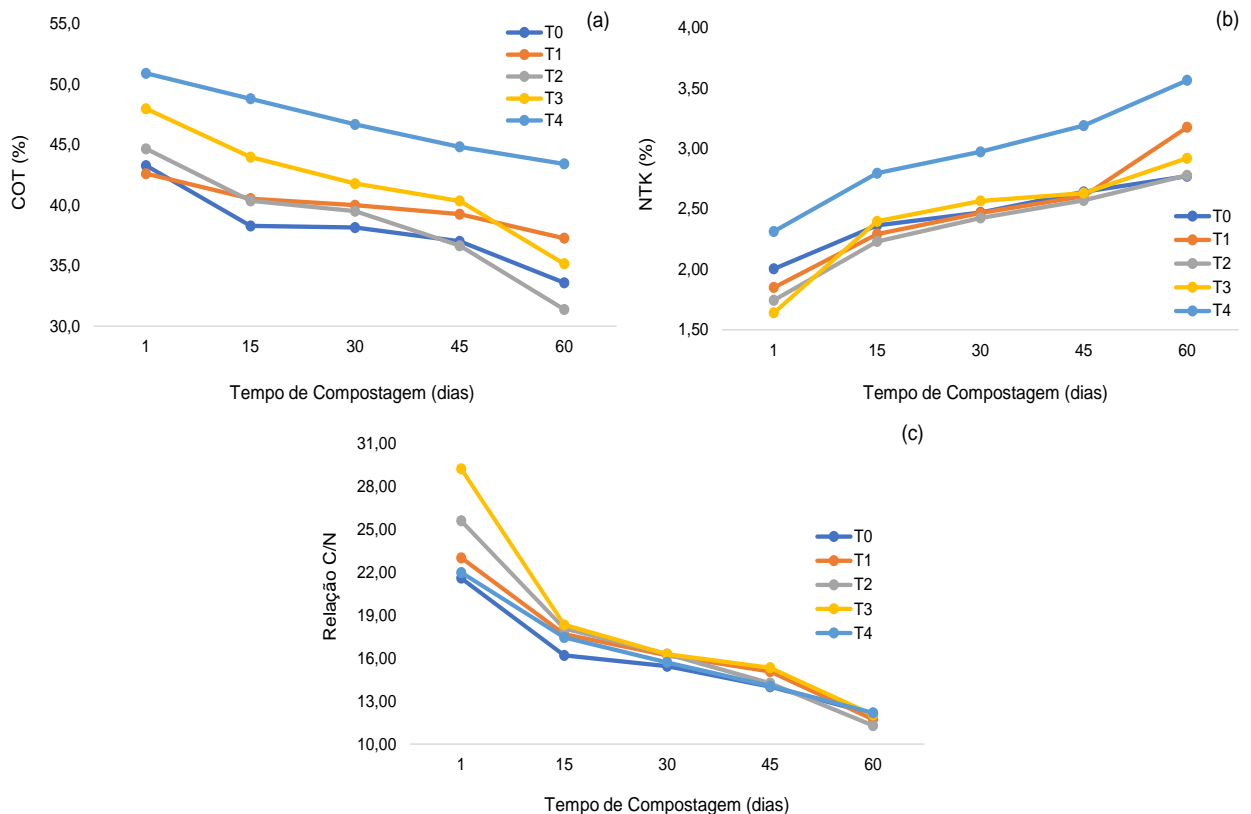 (a)
55,0
50,0
45,0
40,0
35,0
30,0
COT (%)
T0
T1
T2
T3
T4
1 15 30 45 60
Tempo de Compostagem (dias)
(b)
4,00
3,50
3,00
2,50
2,00
1,50
NTK (%)
T0
T1
T2
T3
T4
1 15 30 45 60
Tempo de Compostagem (dias)
(c)
31,00
28,00
25,00
22,00
19,00
16,00
13,00
10,00
Relação C/N
T0
T1
T2
T3
T4
1 15 30 45 60
Tempo de Compostagem (dias)